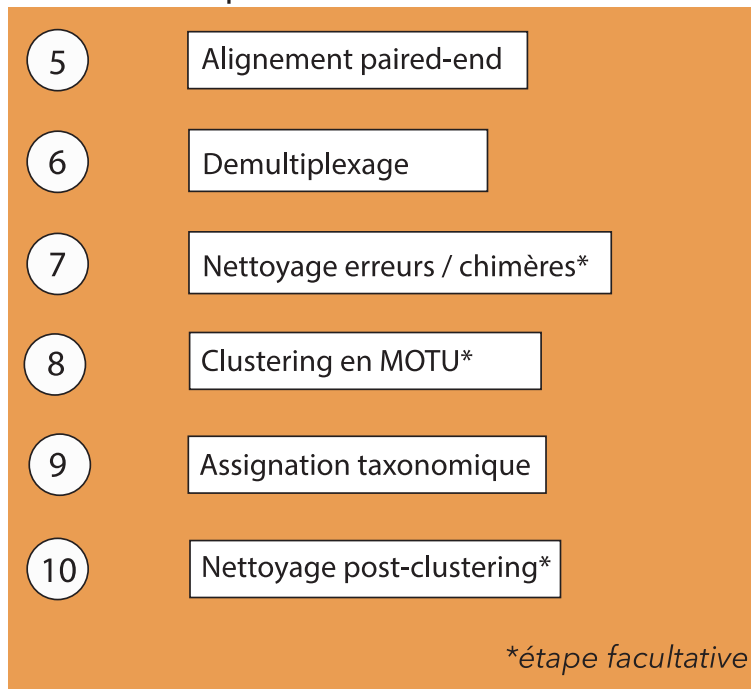 5 Alignement paired-end
6 Demultiplexage
7 Nettoyage erreurs / chimères*
8 Clustering en MOTU*
9 Assignation taxonomique
10 Nettoyage post-clustering*
*étape facultative